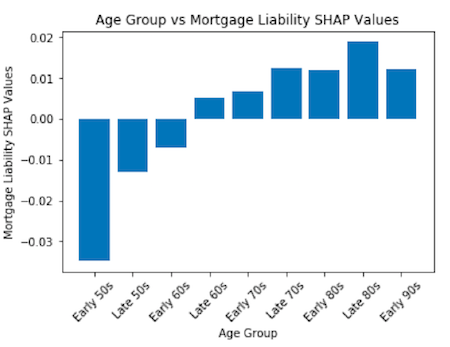 Age Group vs Mortgage Liability SHAP Values
Mortgage Liability SHAP Values
0.02
0.01
0.00
−0.01
−0.02
−0.03
Early 50s
Late 50s
Early 60s
Late 60s
Early 70s
Late 70s
Early 80s
Late 80s
Early 90s
Age Group